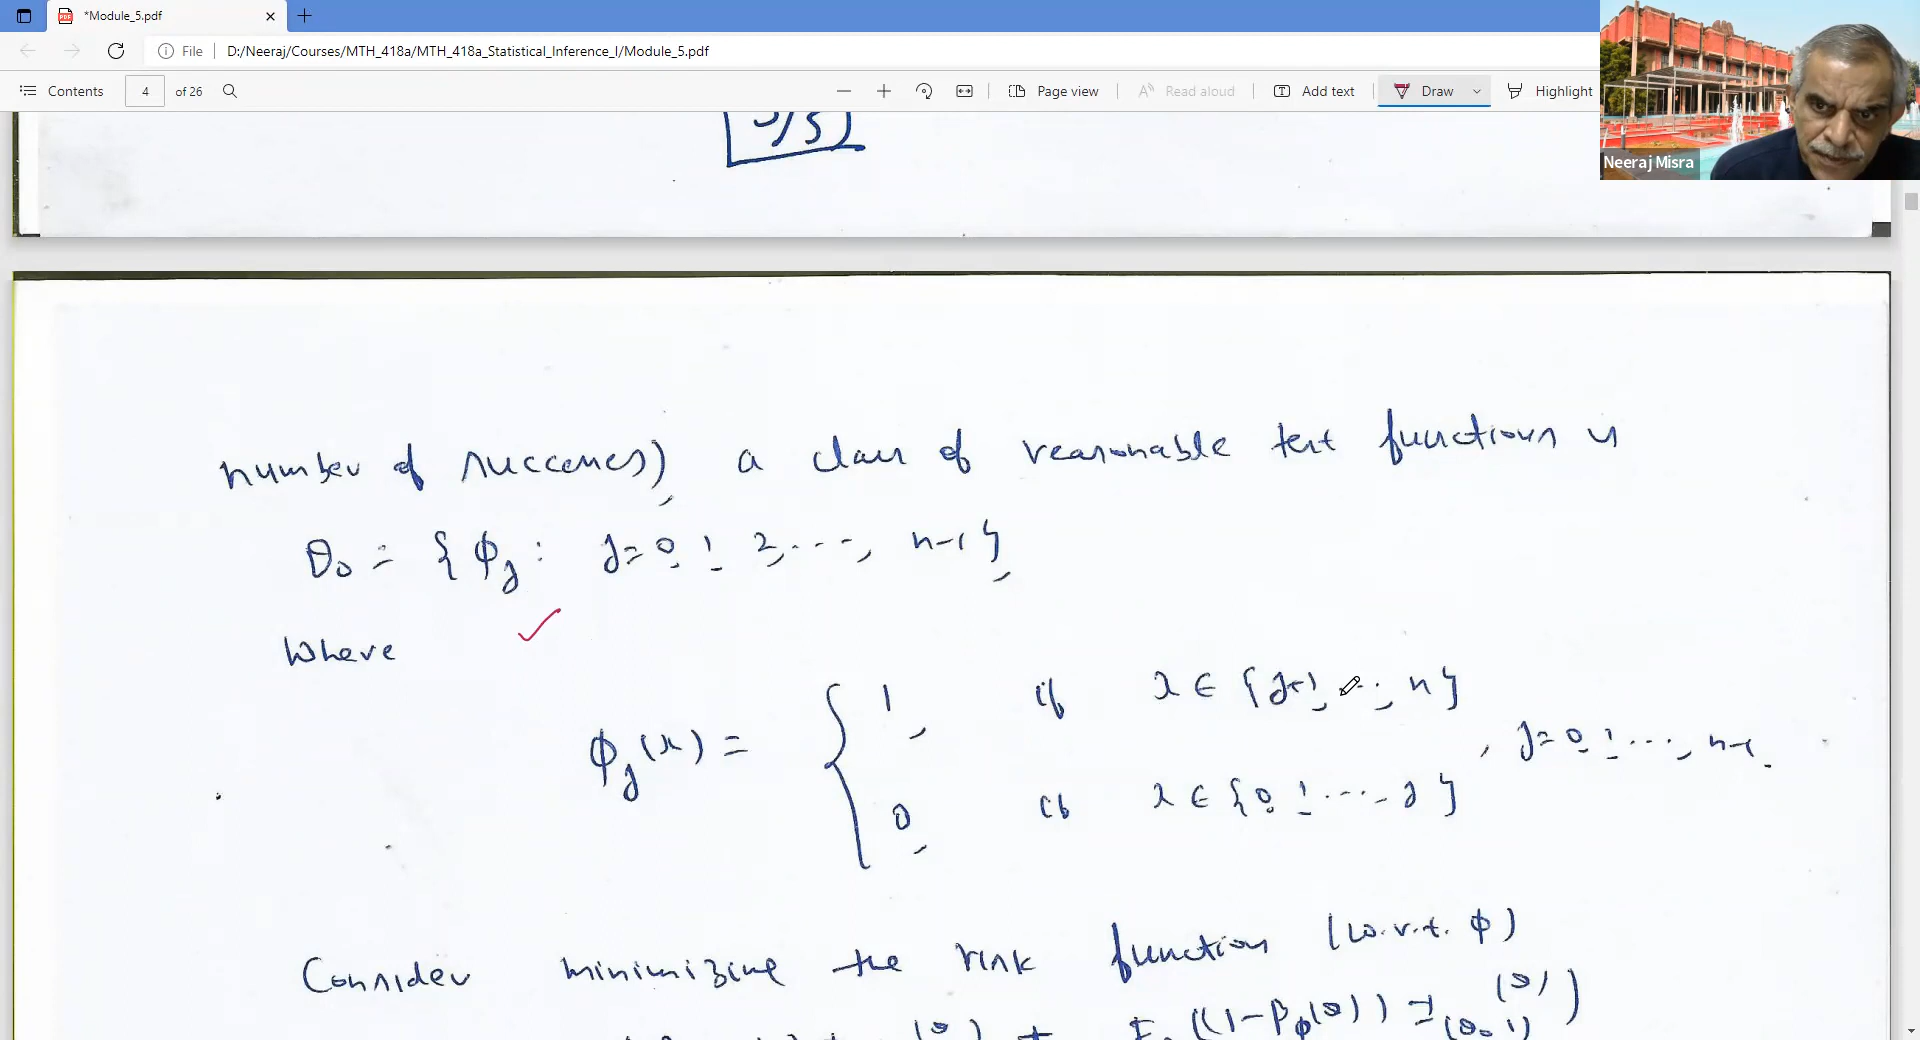 *Module_5.pdf
File D:/Neeraj/Courses/MTH_418a/MTH_418a_Statistical_Inference_I/Module_5.pdf
Contents 4 of 26 Page view Read aloud Add text Draw Highlight
Neeraj Misra
number of successes), a class of reasonable test functions is
D₀ = { ϕⱼ : j = 0, 1, 2, ..., n-1 },
Where
ϕⱼ(x) = { 1, if x ∈ {j+1, ..., n}
, j = 0, 1, ..., n-1.
0, if x ∈ {0, 1, ..., j}
Consider minimizing the risk function (w.r.t. ϕ)